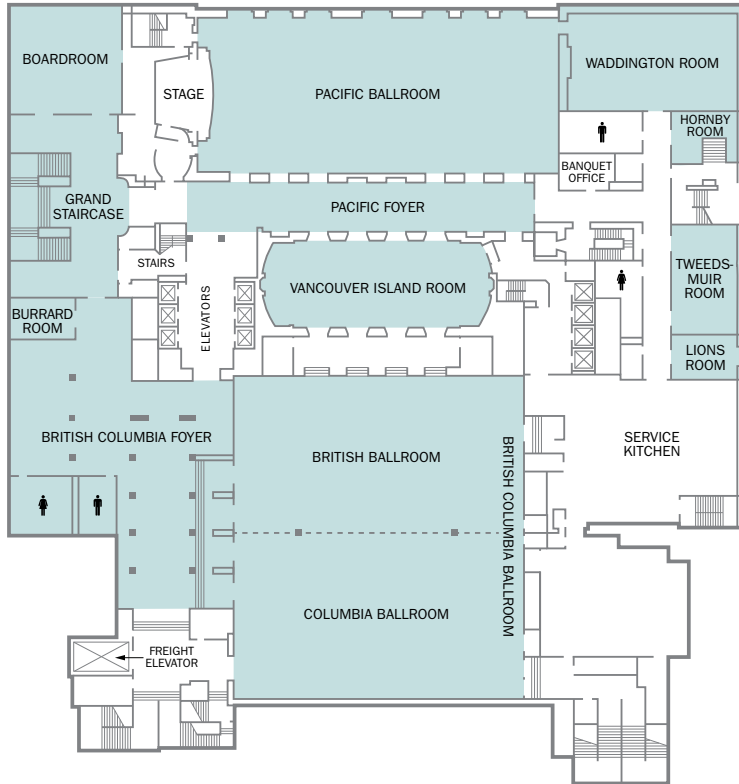 BOARDROOM
STAGE
PACIFIC BALLROOM
WADDINGTON ROOM
HORNBY
ROOM
BANQUET
OFFICE
GRAND
STAIRCASE
PACIFIC FOYER
STAIRS
ELEVATORS
VANCOUVER ISLAND ROOM
TWEEDS-
MUIR
ROOM
BURRARD
ROOM
LIONS
ROOM
BRITISH COLUMBIA FOYER
BRITISH BALLROOM
BRITISH COLUMBIA BALLROOM
SERVICE
KITCHEN
COLUMBIA BALLROOM
FREIGHT
ELEVATOR